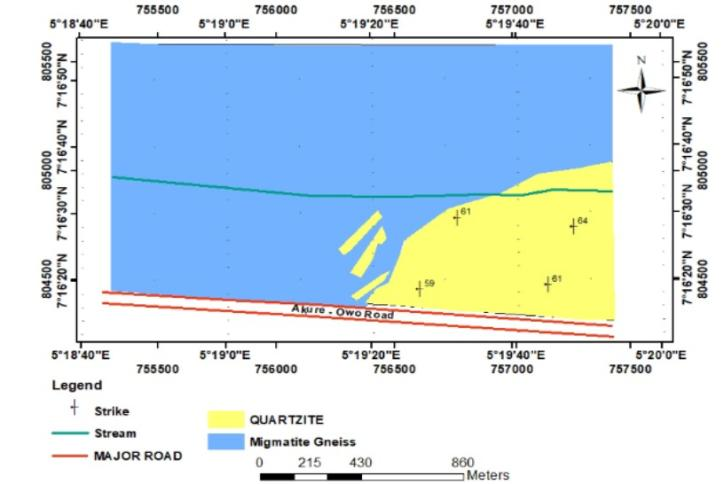 755500 756000 756500 757000 757500
5°18'40"E 5°19'0"E 5°19'20"E 5°19'40"E 5°20'0"E
805500 7°16'50"N 7°16'50"N 805500
N
7°16'40"N 7°16'40"N
805000 805000
7°16'30"N 61 64 7°16'30"N
804500 7°16'20"N 59 61 7°16'20"N 804500
Akure - Owo Road
5°18'40"E 5°19'0"E 5°19'20"E 5°19'40"E 5°20'0"E
755500 756000 756500 757000 757500
Legend
Strike
Stream
MAJOR ROAD
QUARTZITE
Migmatite Gneiss
0 215 430 860
Meters